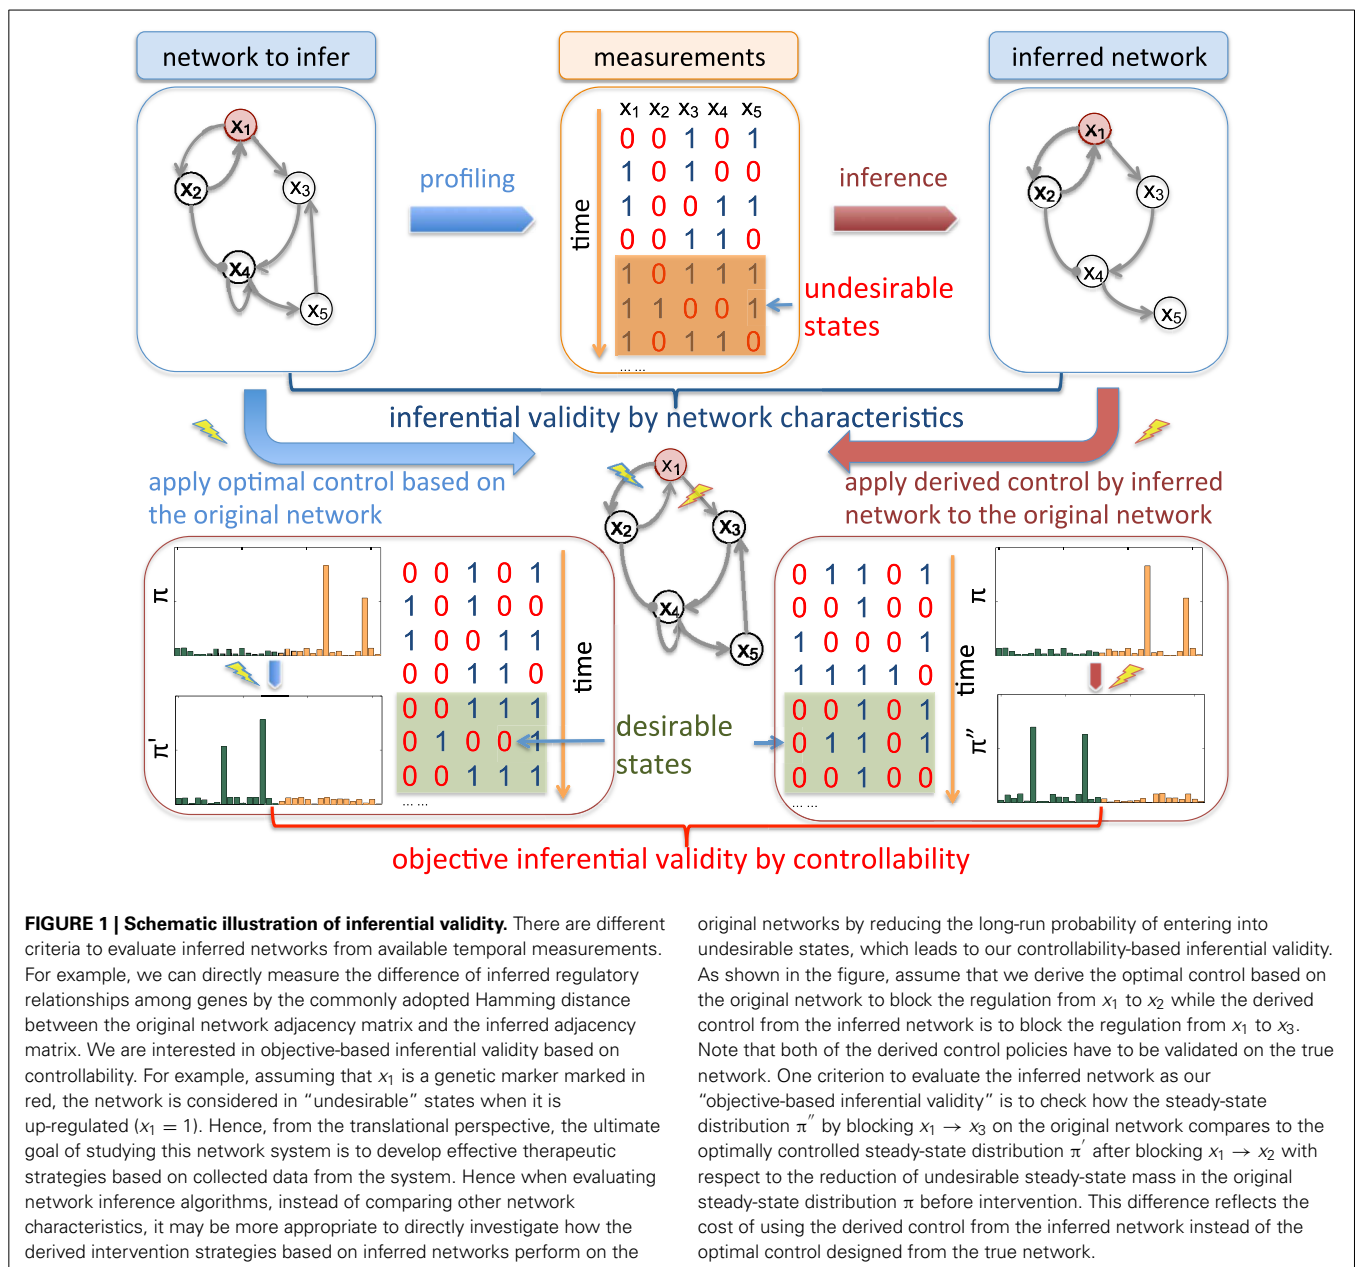 network to infer
measurements
inferred network
x1
x2
x3
x4
x5
profiling
time
x1 x2 x3 x4 x5
0 0 1 0 1
1 0 1 0 0
1 0 0 1 1
0 0 1 1 0
1 0 1 1 1
1 1 0 0 1
1 0 1 1 0
... ...
inference
undesirable
states
x1
x2
x3
x4
x5
inferential validity by network characteristics
apply optimal control based on
the original network
x1
x2
x3
x4
x5
apply derived control by inferred
network to the original network
π
π'
0 0 1 0 1
1 0 1 0 0
1 0 0 1 1
0 0 1 1 0
0 0 1 1 1
0 1 0 0 1
0 0 1 1 1
... ...
time
desirable
states
0 1 1 0 1
0 0 1 0 0
1 0 0 0 1
1 1 1 1 0
0 0 1 0 1
0 1 1 0 1
0 0 1 0 0
... ...
time
π
π″
objective inferential validity by controllability
FIGURE 1 | Schematic illustration of inferential validity. There are different
criteria to evaluate inferred networks from available temporal measurements.
For example, we can directly measure the difference of inferred regulatory
relationships among genes by the commonly adopted Hamming distance
between the original network adjacency matrix and the inferred adjacency
matrix. We are interested in objective-based inferential validity based on
controllability. For example, assuming that x1 is a genetic marker marked in
red, the network is considered in “undesirable” states when it is
up-regulated (x1 = 1). Hence, from the translational perspective, the ultimate
goal of studying this network system is to develop effective therapeutic
strategies based on collected data from the system. Hence when evaluating
network inference algorithms, instead of comparing other network
characteristics, it may be more appropriate to directly investigate how the
derived intervention strategies based on inferred networks perform on the
original networks by reducing the long-run probability of entering into
undesirable states, which leads to our controllability-based inferential validity.
As shown in the figure, assume that we derive the optimal control based on
the original network to block the regulation from x1 to x2 while the derived
control from the inferred network is to block the regulation from x1 to x3.
Note that both of the derived control policies have to be validated on the true
network. One criterion to evaluate the inferred network as our
“objective-based inferential validity” is to check how the steady-state
distribution π″ by blocking x1 → x3 on the original network compares to the
optimally controlled steady-state distribution π′ after blocking x1 → x2 with
respect to the reduction of undesirable steady-state mass in the original
steady-state distribution π before intervention. This difference reflects the
cost of using the derived control from the inferred network instead of the
optimal control designed from the true network.